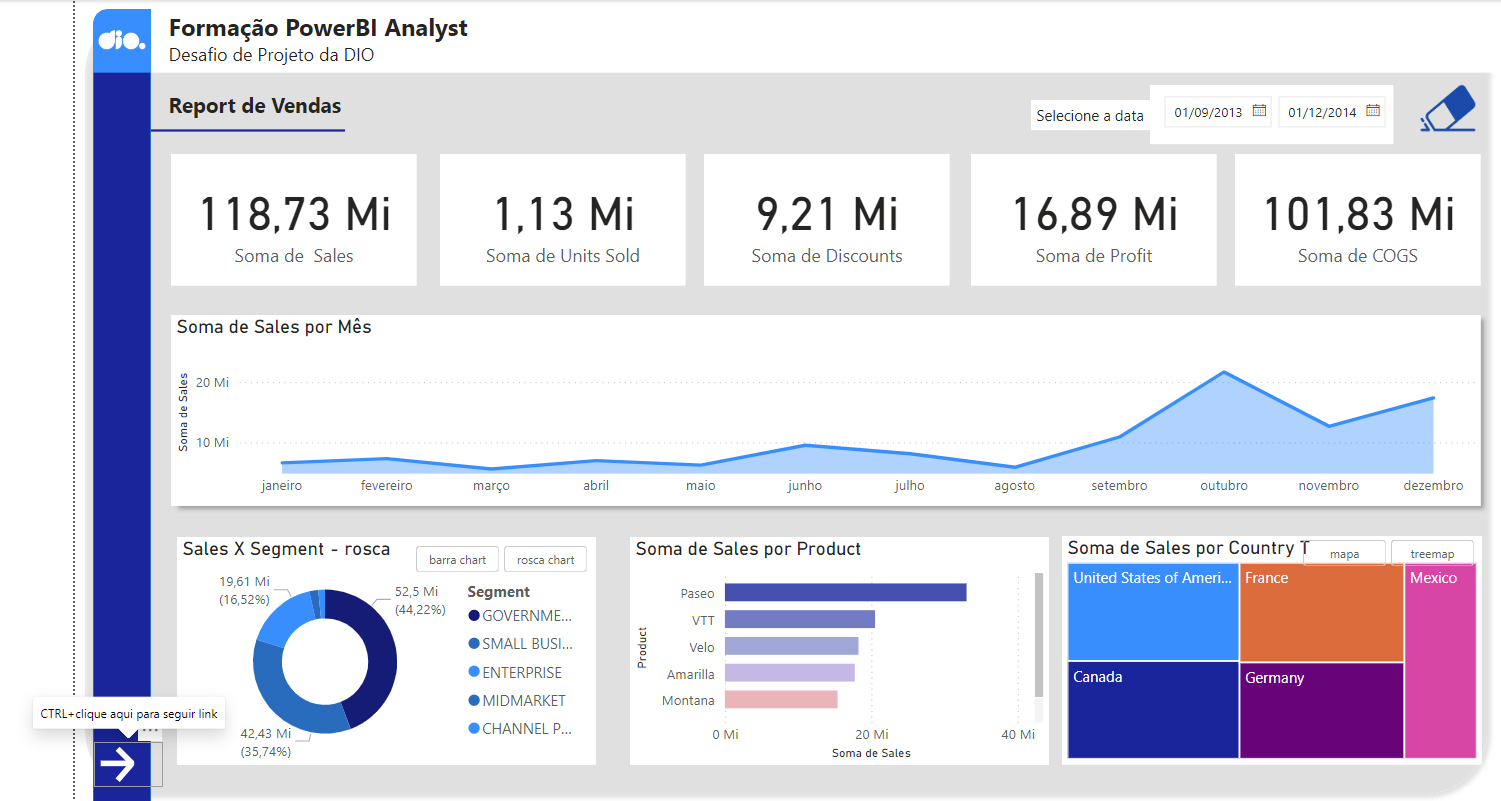 dio.
Formação PowerBI Analyst
Desafio de Projeto da DIO
Report de Vendas
Selecione a data
01/09/2013
01/12/2014
118,73 Mi
Soma de Sales
1,13 Mi
Soma de Units Sold
9,21 Mi
Soma de Discounts
16,89 Mi
Soma de Profit
101,83 Mi
Soma de COGS
Soma de Sales por Mês
Soma de Sales
20 Mi
10 Mi
janeiro
fevereiro
março
abril
maio
junho
julho
agosto
setembro
outubro
novembro
dezembro
Sales X Segment - rosca
barra chart
rosca chart
19,61 Mi
(16,52%)
52,5 Mi
(44,22%)
42,43 Mi
(35,74%)
Segment
GOVERNME...
SMALL BUSI...
ENTERPRISE
MIDMARKET
CHANNEL P...
Soma de Sales por Product
Product
Paseo
VTT
Velo
Amarilla
Montana
0 Mi
20 Mi
40 Mi
Soma de Sales
Soma de Sales por Country T
mapa
treemap
United States of Ameri...
France
Mexico
Canada
Germany
CTRL+clique aqui para seguir link